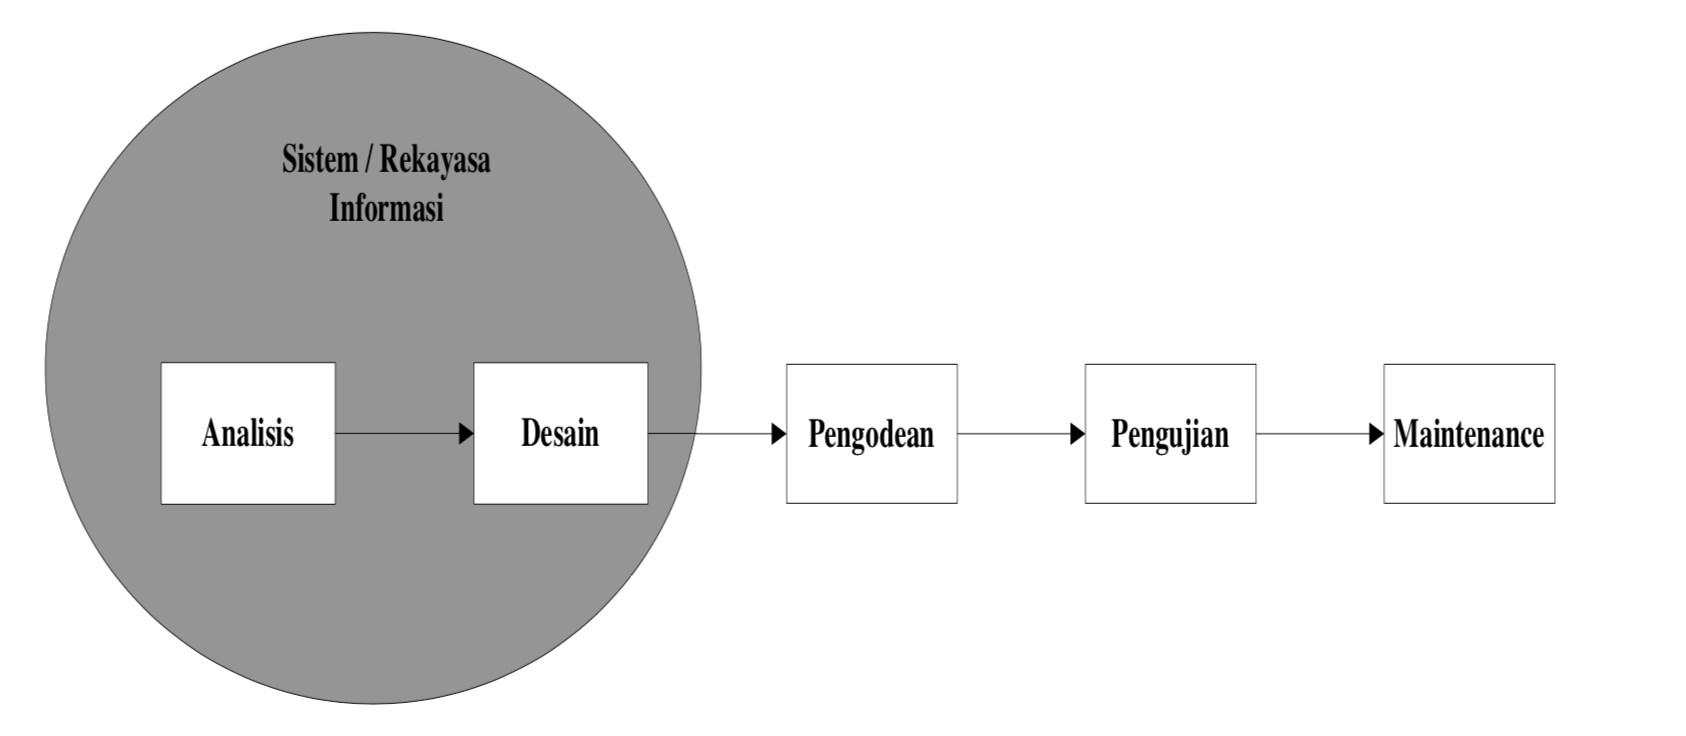 Sistem / Rekayasa
Informasi
Analisis
Desain
Pengodean
Pengujian
Maintenance